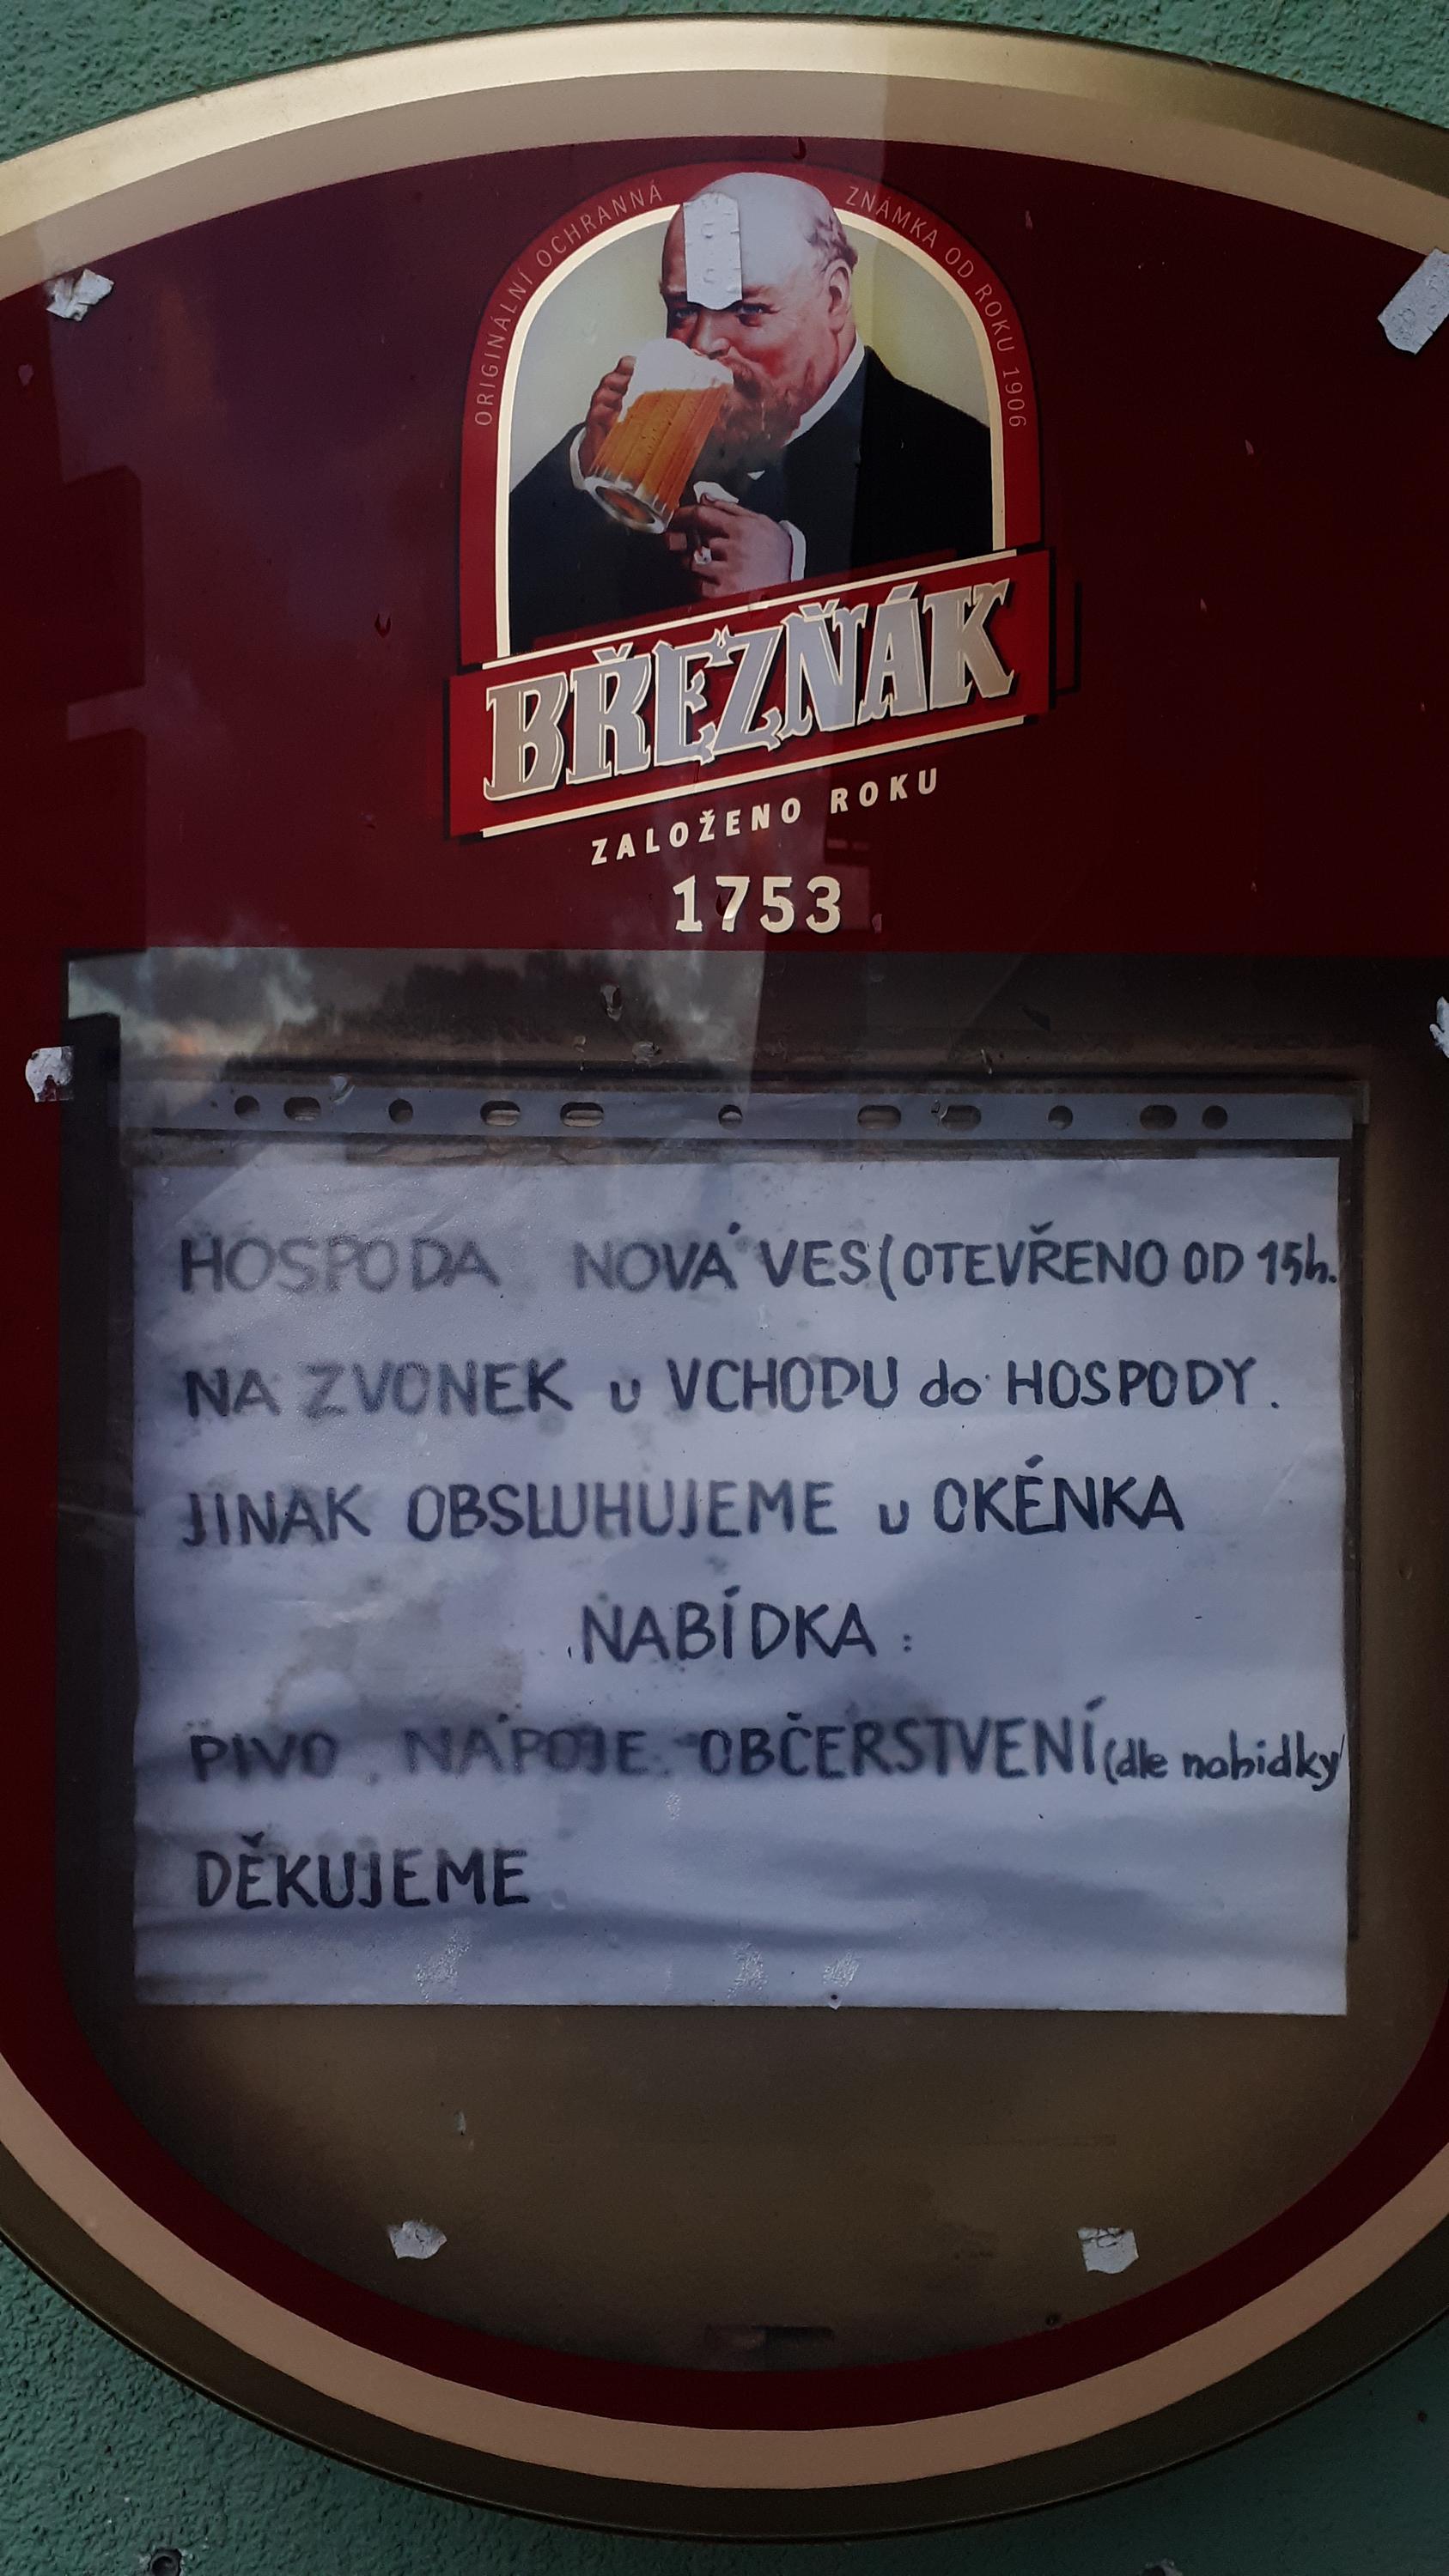 ORIGINÁLNÍ OCHRANNÁ ZNÁMKA OD ROKU 1906
BŘEZŇÁK
ZALOŽENO ROKU
1753
HOSPODA NOVÁ VES (OTEVŘENO OD 15h.
NA ZVONEK u VCHODU do HOSPODY.
JINAK OBSLUHUJEME u OKÉNKA
NABÍDKA:
PIVO, NÁPOJE. OBČERSTVENÍ (dle nabidky
DĚKUJEME